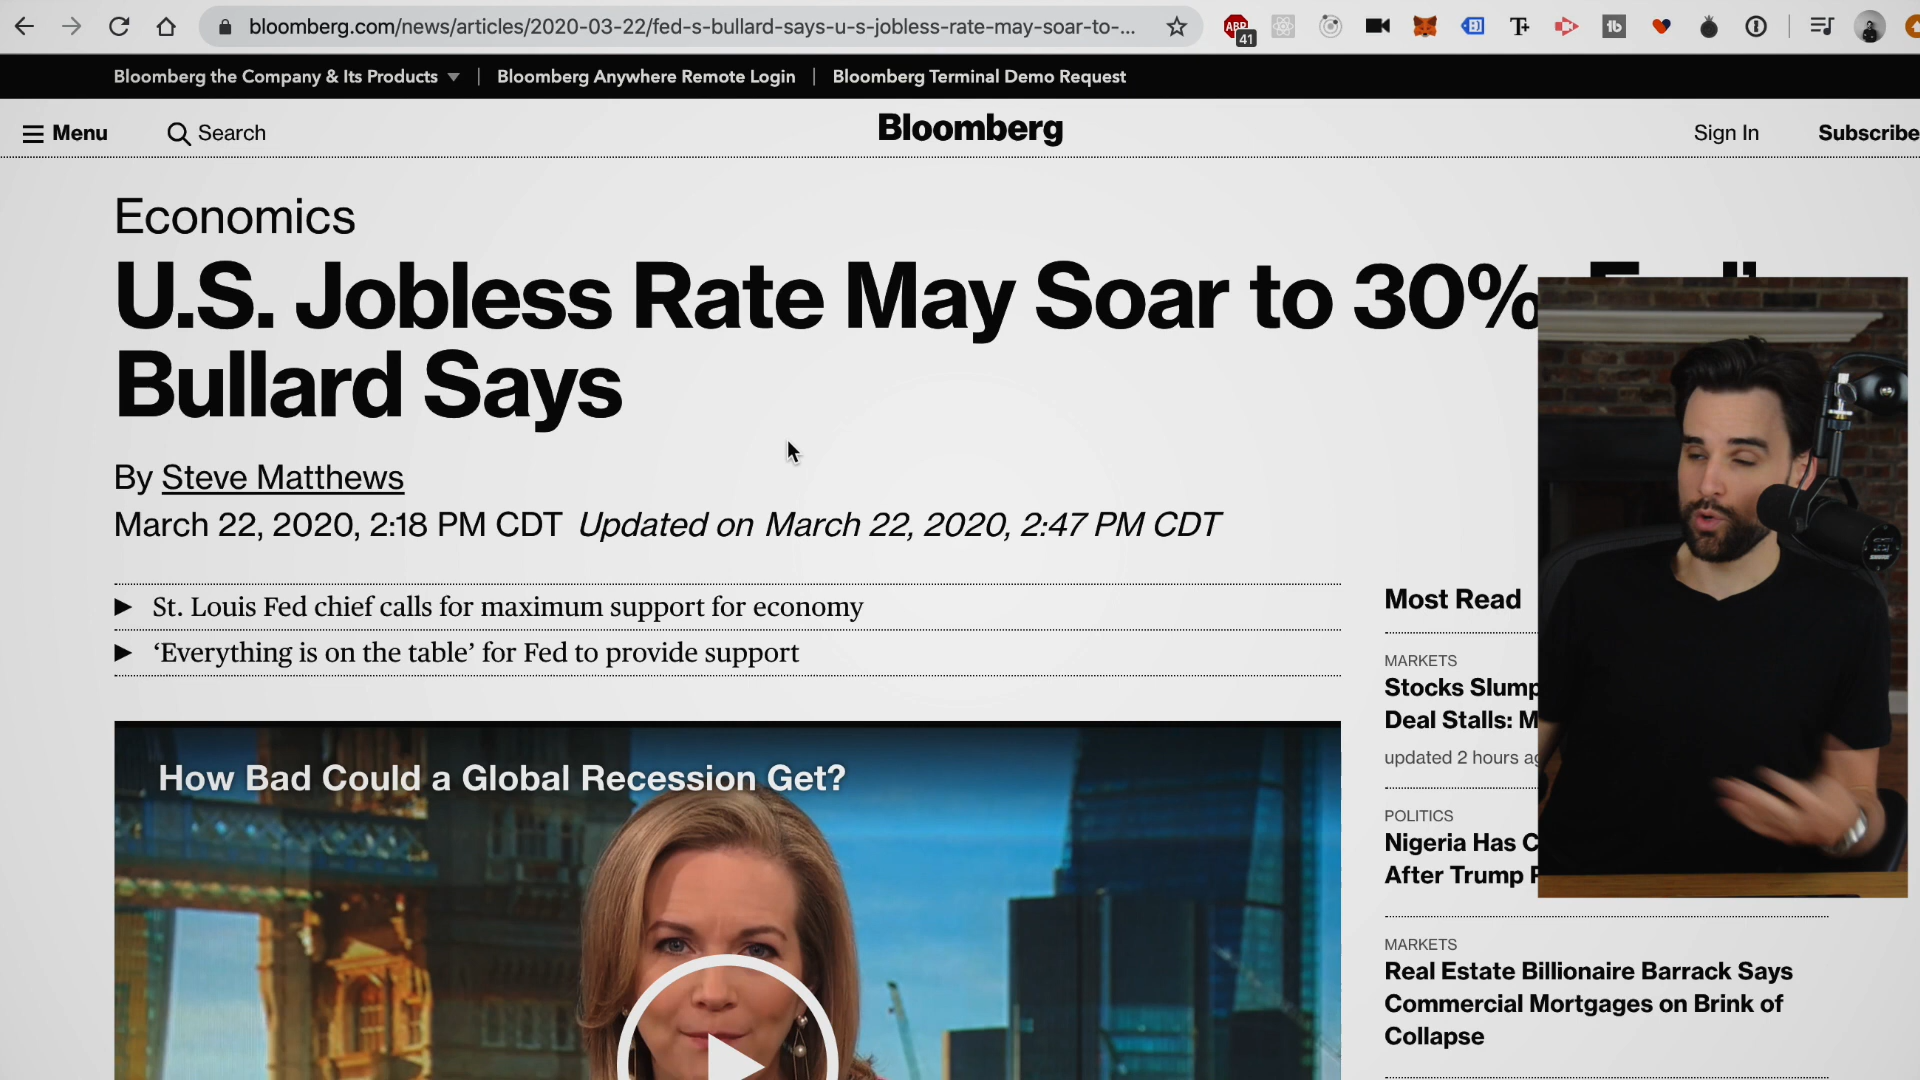 bloomberg.com/news/articles/2020-03-22/fed-s-bullard-says-u-s-jobless-rate-may-soar-to-...
ABP
41
tb
Bloomberg the Company & Its Products
Bloomberg Anywhere Remote Login
Bloomberg Terminal Demo Request
Menu
Search
Bloomberg
Sign In
Subscribe
Economics
U.S. Jobless Rate May Soar to 30%
Bullard Says
By Steve Matthews
March 22, 2020, 2:18 PM CDT Updated on March 22, 2020, 2:47 PM CDT
St. Louis Fed chief calls for maximum support for economy
‘Everything is on the table’ for Fed to provide support
How Bad Could a Global Recession Get?
Most Read
MARKETS
Stocks Slump
Deal Stalls:
updated 2 hours
POLITICS
Nigeria Has
After Trump
MARKETS
Real Estate Billionaire Barrack Says
Commercial Mortgages on Brink of
Collapse